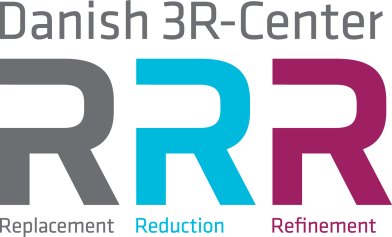 Danish 3R-Center
RRR
Replacement Reduction Refinement